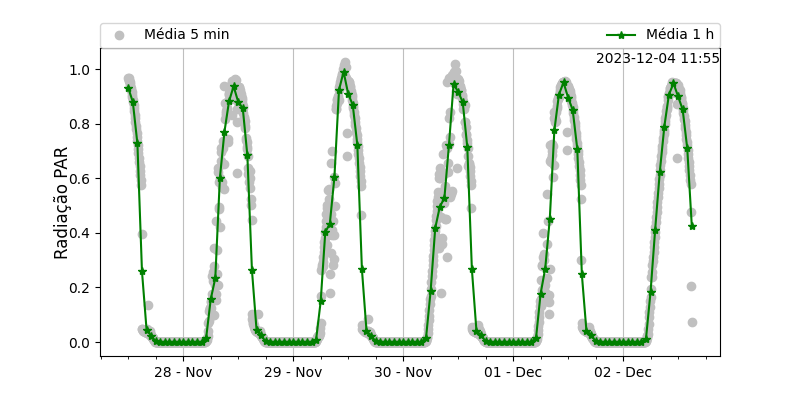 Média 5 min
Média 1 h
2023-12-04 11:55
Radiação PAR
1.0
0.8
0.6
0.4
0.2
0.0
28 - Nov
29 - Nov
30 - Nov
01 - Dec
02 - Dec